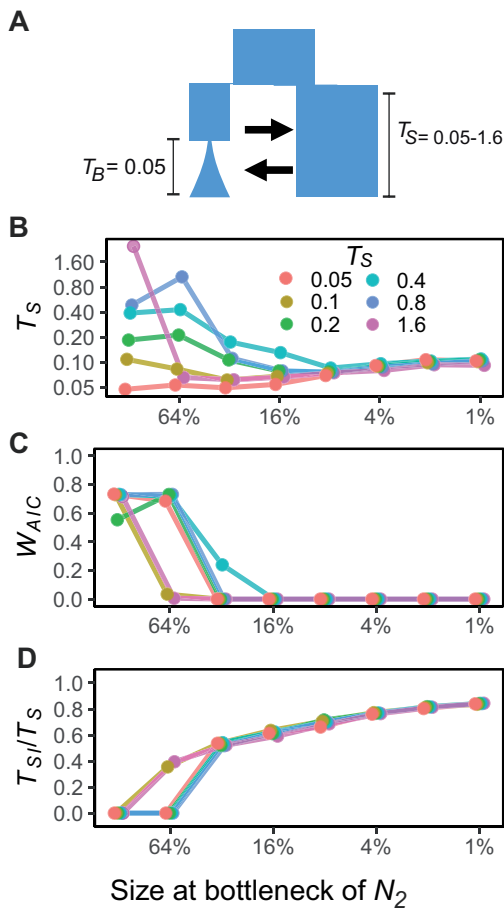 A
T_B = 0.05
T_S = 0.05-1.6
B
T_S
0.05 0.4
0.1 0.8
0.2 1.6
1.60
0.80
0.40
0.20
0.10
0.05
T_S
64% 16% 4% 1%
C
1.0
0.8
0.6
0.4
0.2
0.0
W_AIC
64% 16% 4% 1%
D
1.0
0.8
0.6
0.4
0.2
0.0
T_SI/T_S
64% 16% 4% 1%
Size at bottleneck of N_2